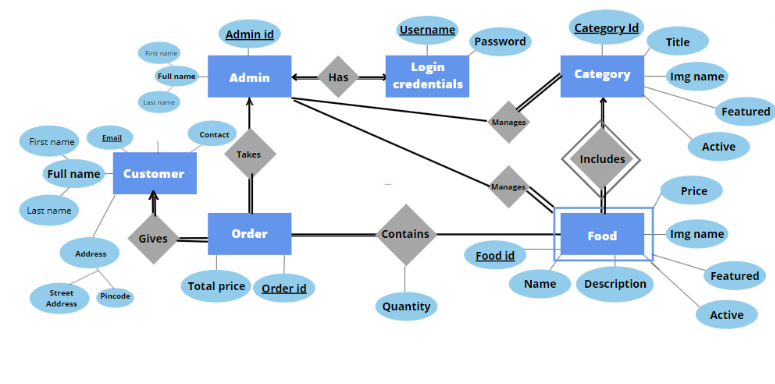 Admin id
Username
Category Id
Password
Title
First name
Full name
Last name
Admin
Has
Login
credentials
Category
Img name
Featured
Active
Manages
Email
Contact
First name
Full name
Last name
Customer
Takes
Includes
Manages
Price
Address
Gives
Order
Contains
Food
Img name
Food id
Featured
Street
Address
Pincode
Total price
Order id
Quantity
Name
Description
Active